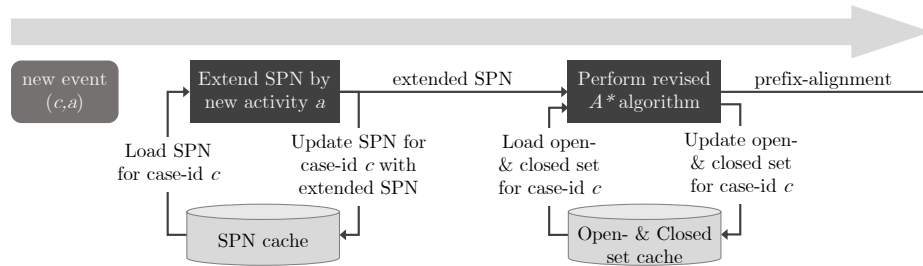 new event
(c,a)
Extend SPN by
new activity a
extended SPN
Perform revised
A* algorithm
prefix-alignment
Load SPN
for case-id c
Update SPN for
case-id c with
extended SPN
Load open-
& closed set
for case-id c
Update open-
& closed set
for case-id c
SPN cache
Open- & Closed
set cache